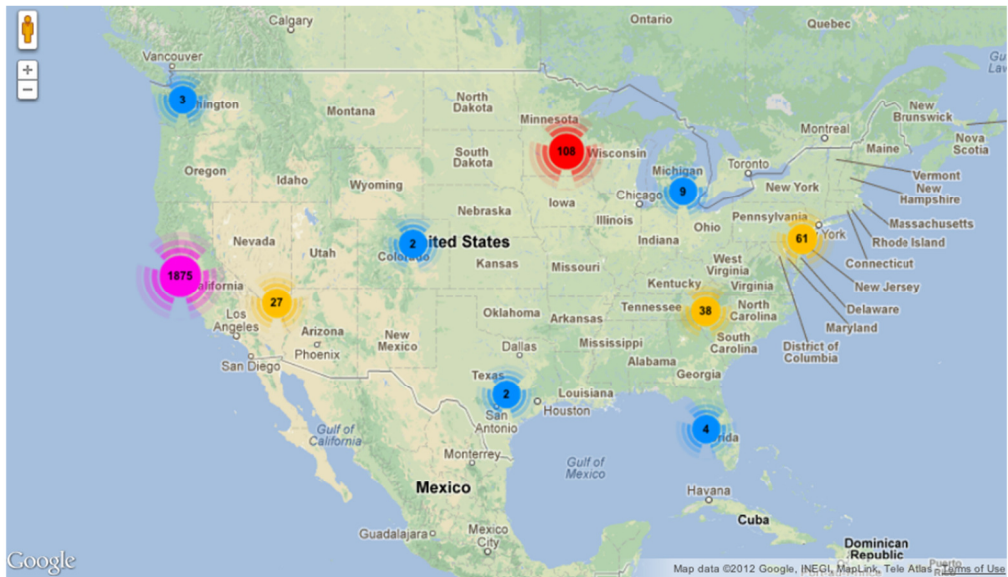 Calgary
Ontario
Quebec
Vancouver
+
−
3
hington
Montana
North
Dakota
Minnesota
108
Wisconsin
Montreal
Maine
New
Brunswick
Nova
Scotia
South
Dakota
Oregon
Idaho
Wyoming
Michigan
9
Toronto
New York
Vermont
New
Hampshire
Massachusetts
Rhode Island
Connecticut
New Jersey
Delaware
Maryland
District of
Columbia
Chicago
Iowa
Nebraska
Illinois
Indiana
Ohio
Pennsylvania
61
York
Nevada
Utah
2
ited States
Colorado
Kansas
Missouri
West
Virginia
Virginia
Kentucky
1875
alifornia
27
Los
Angeles
Arizona
Phoenix
San Diego
New
Mexico
Oklahoma
Arkansas
Tennessee
38
North
Carolina
South
Carolina
Dallas
Mississippi
Alabama
Georgia
Texas
2
Louisiana
San
Antonio
Houston
4
rida
Gulf of
California
Monterrey
Gulf of
Mexico
Mexico
Havana
Cuba
Guadalajara
Mexico
City
Dominican
Republic
Google
Map data ©2012 Google, INEGI, MapLink, Tele Atlas - Terms of Use